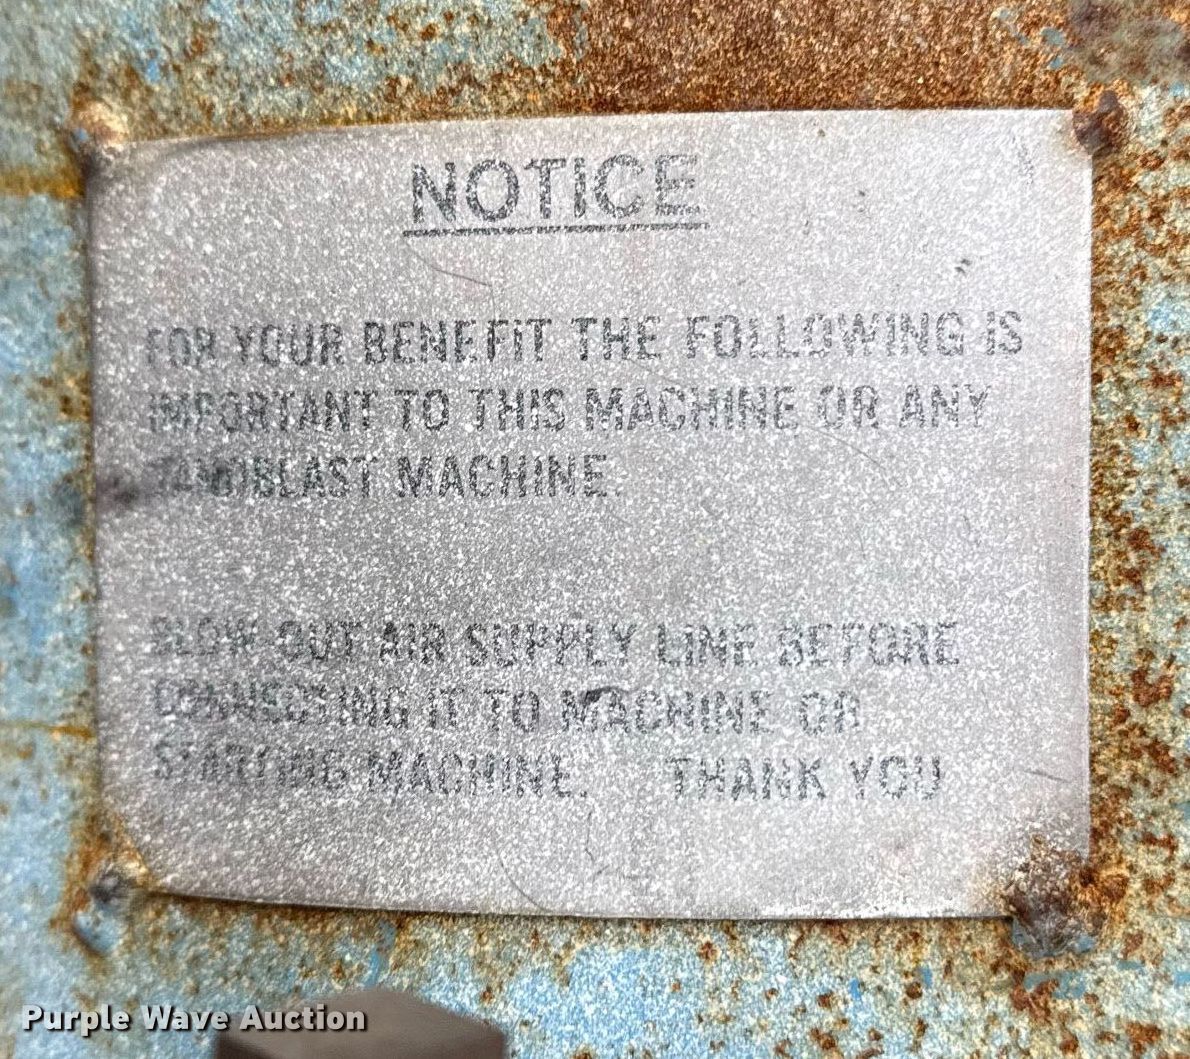 NOTICE
FOR YOUR BENEFIT THE FOLLOWING IS
IMPORTANT TO THIS MACHINE OR ANY
SANDBLAST MACHINE.
BLOW OUT AIR SUPPLY LINE BEFORE
CONNECTING IT TO MACHINE OR
STARTING MACHINE. THANK YOU
Purple Wave Auction